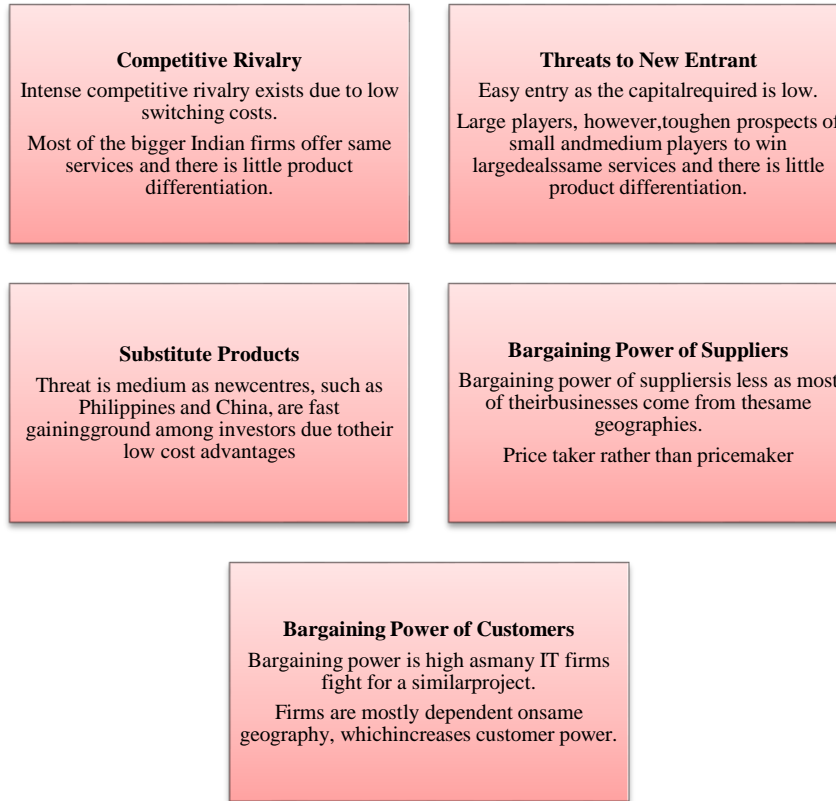 Competitive Rivalry
Intense competitive rivalry exists due to low
switching costs.
Most of the bigger Indian firms offer same
services and there is little product
differentiation.
Threats to New Entrant
Easy entry as the capitalrequired is low.
Large players, however,toughen prospects of
small andmedium players to win
largedealssame services and there is little
product differentiation.
Substitute Products
Threat is medium as newcentres, such as
Philippines and China, are fast
gainingground among investors due totheir
low cost advantages
Bargaining Power of Suppliers
Bargaining power of suppliersis less as most
of theirbusinesses come from thesame
geographies.
Price taker rather than pricemaker
Bargaining Power of Customers
Bargaining power is high asmany IT firms
fight for a similarproject.
Firms are mostly dependent onsame
geography, whichincreases customer power.